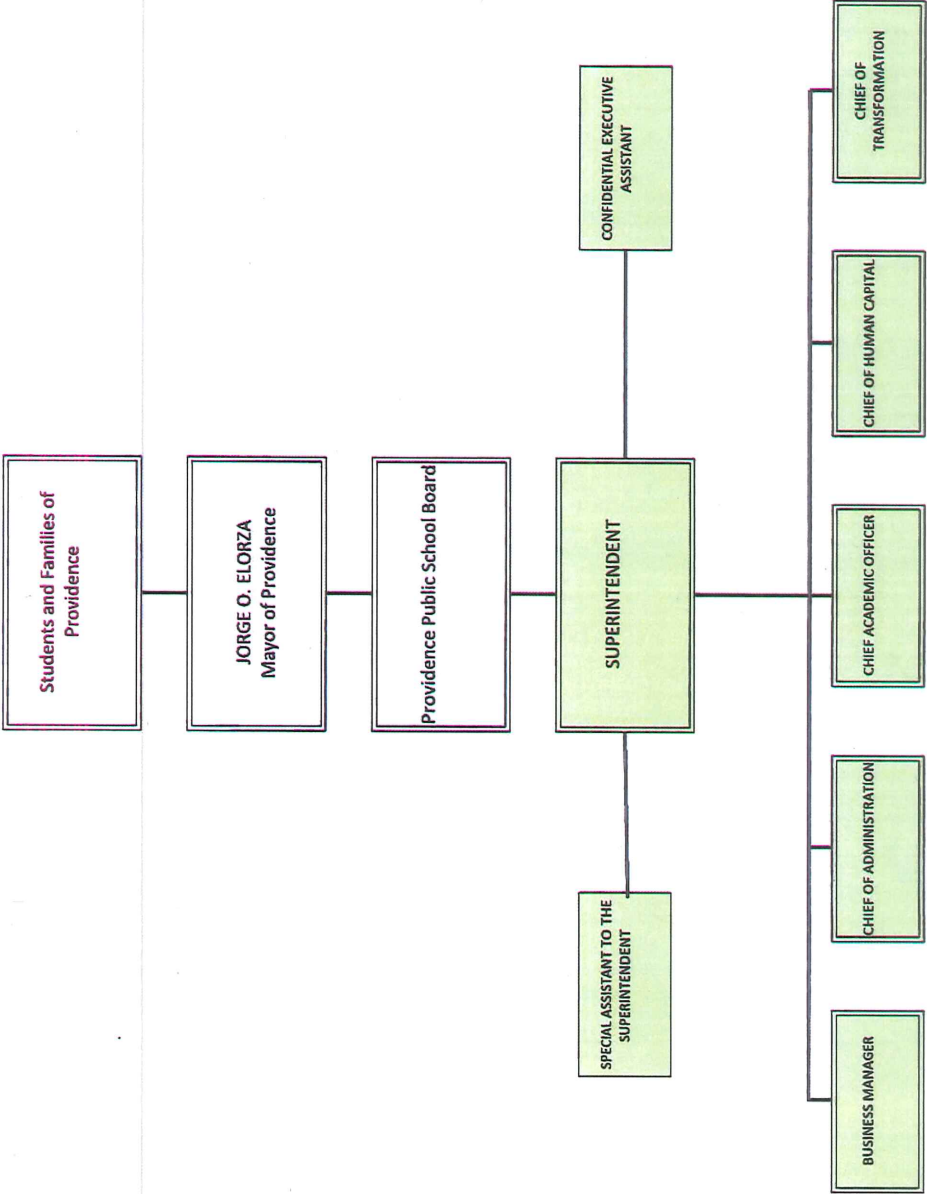 Students and Families of
Providence
JORGE O. ELORZA
Mayor of Providence
Providence Public School Board
SUPERINTENDENT
SPECIAL ASSISTANT TO THE
SUPERINTENDENT
CONFIDENTIAL EXECUTIVE
ASSISTANT
BUSINESS MANAGER
CHIEF OF ADMINISTRATION
CHIEF ACADEMIC OFFICER
CHIEF OF HUMAN CAPITAL
CHIEF OF
TRANSFORMATION